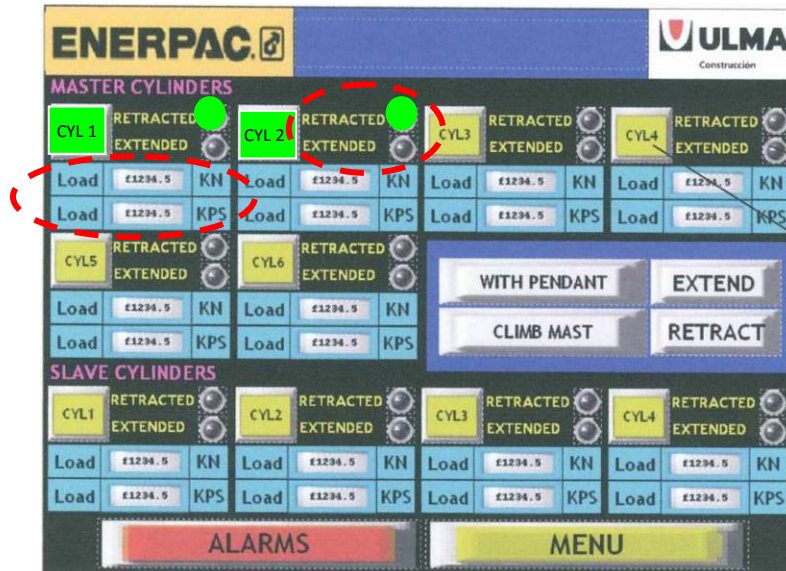 ENERPAC.
ULMA
Construcción
MASTER CYLINDERS
CYL 1 RETRACTED EXTENDED
CYL 2 RETRACTED EXTENDED
CYL3 RETRACTED EXTENDED
CYL4 RETRACTED EXTENDED
Load £1234.5 KN Load £1234.5 KN Load £1234.5 KN Load £1234.5 KN
Load £1234.5 KPS Load £1234.5 KPS Load £1234.5 KPS Load £1234.5 KPS
CYL5 RETRACTED EXTENDED
CYL6 RETRACTED EXTENDED
Load £1234.5 KN Load £1234.5 KN
Load £1234.5 KPS Load £1234.5 KPS
WITH PENDANT EXTEND
CLIMB MAST RETRACT
SLAVE CYLINDERS
CYL1 RETRACTED EXTENDED
CYL2 RETRACTED EXTENDED
CYL3 RETRACTED EXTENDED
CYL4 RETRACTED EXTENDED
Load £1234.5 KN Load £1234.5 KN Load £1234.5 KN Load £1234.5 KN
Load £1234.5 KPS Load £1234.5 KPS Load £1234.5 KPS Load £1234.5 KPS
ALARMS MENU